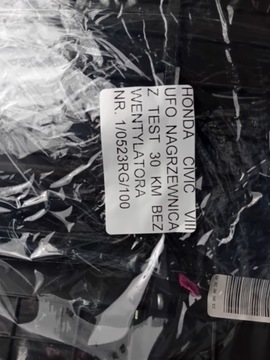 HONDA CIVIC VIII
UFO NAGRZEWNICA
Z TEST 30 KM BEZ
WENTYLATORA
NR. 1/0523RG/100